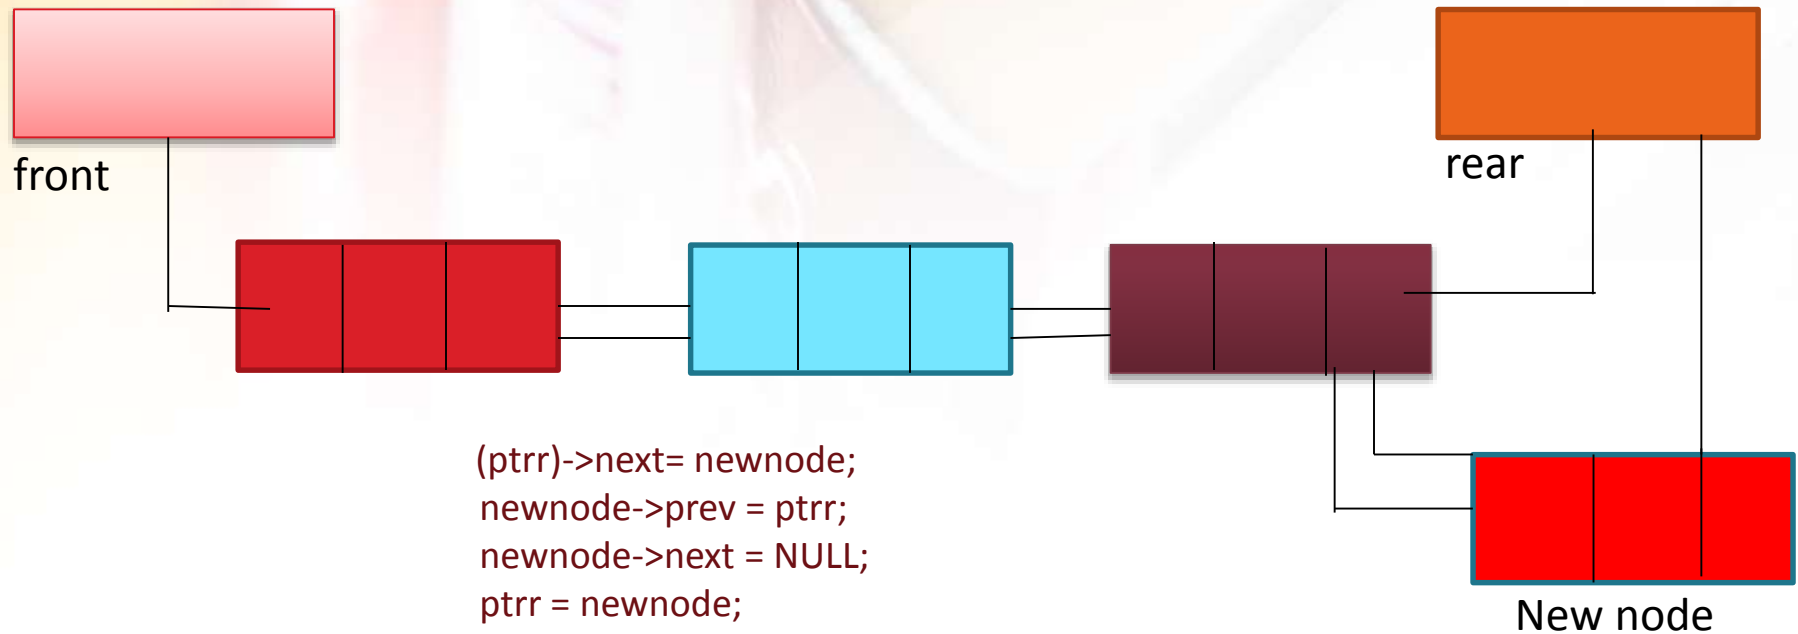 front
rear
(ptrr)->next= newnode;
newnode->prev = ptrr;
newnode->next = NULL;
ptrr = newnode;
New node